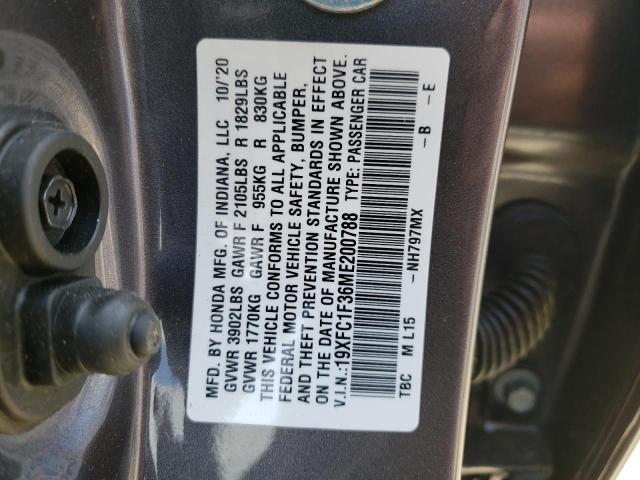 MFD. BY HONDA MFG. OF INDIANA, LLC 10/'20
GVWR 3902LBS GAWR F 2105LBS R 1829LBS
GVWR 1770KG GAWR F 955KG R 830KG
THIS VEHICLE CONFORMS TO ALL APPLICABLE
FEDERAL MOTOR VEHICLE SAFETY, BUMPER,
AND THEFT PREVENTION STANDARDS IN EFFECT
ON THE DATE OF MANUFACTURE SHOWN ABOVE.
V.I.N.:19XFC1F36ME200788 TYPE: PASSENGER CAR
TBC M L15 -NH797MX -B -E